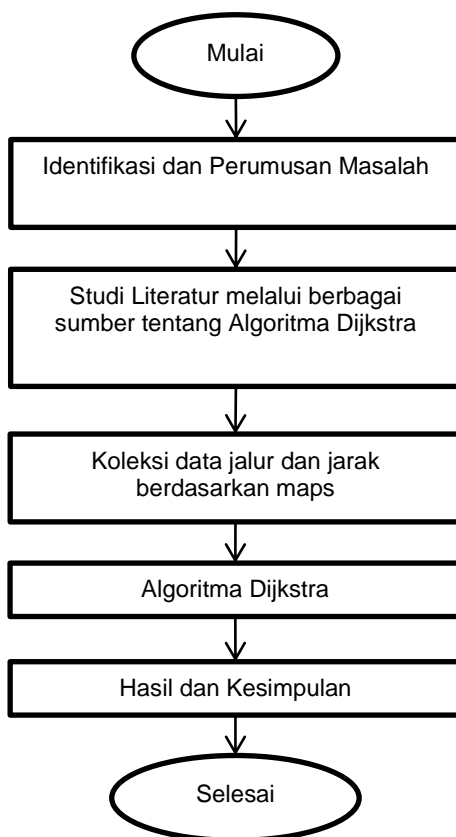 Mulai
Identifikasi dan Perumusan Masalah
Studi Literatur melalui berbagai
sumber tentang Algoritma Dijkstra
Koleksi data jalur dan jarak
berdasarkan maps
Algoritma Dijkstra
Hasil dan Kesimpulan
Selesai